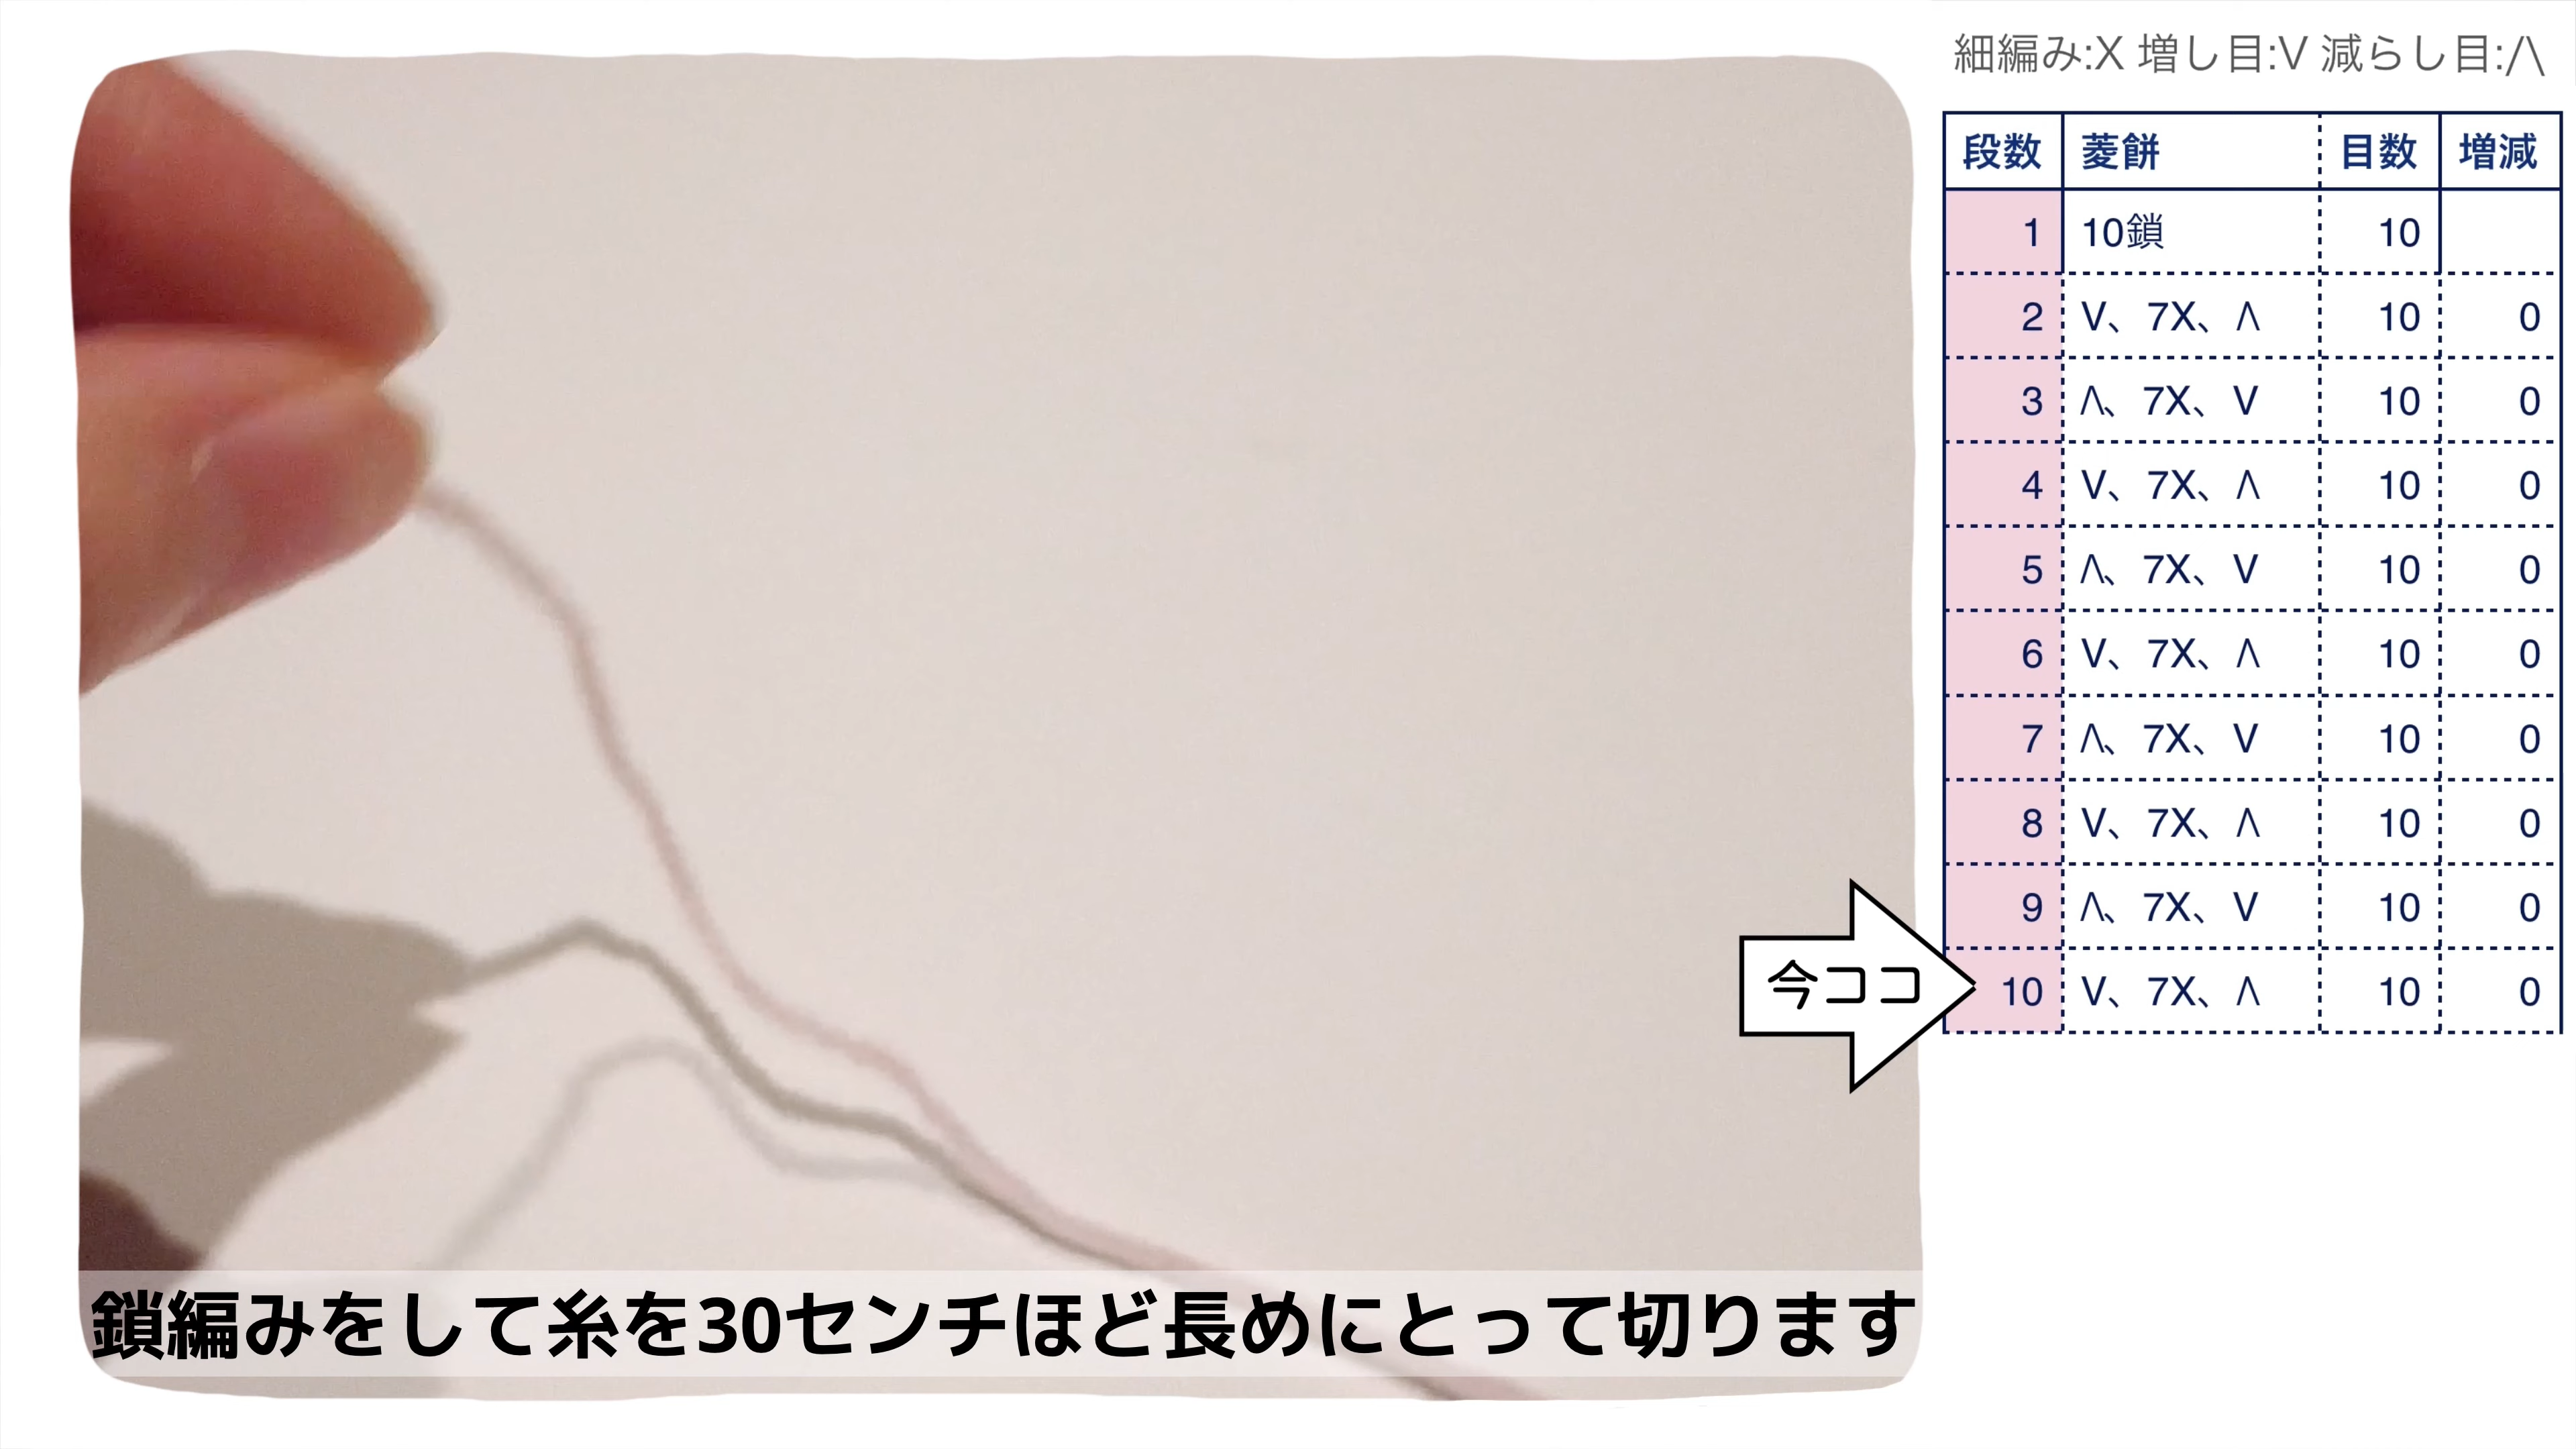 細編み:X 増し目:V 減らし目:/\
段数 菱餅 目数 増減
1 10鎖 10
2 V、7X、Λ 10 0
3 Λ、7X、V 10 0
4 V、7X、Λ 10 0
5 Λ、7X、V 10 0
6 V、7X、Λ 10 0
7 Λ、7X、V 10 0
8 V、7X、Λ 10 0
9 Λ、7X、V 10 0
今ココ
10 V、7X、Λ 10 0
鎖編みをして糸を30センチほど長めにとって切ります